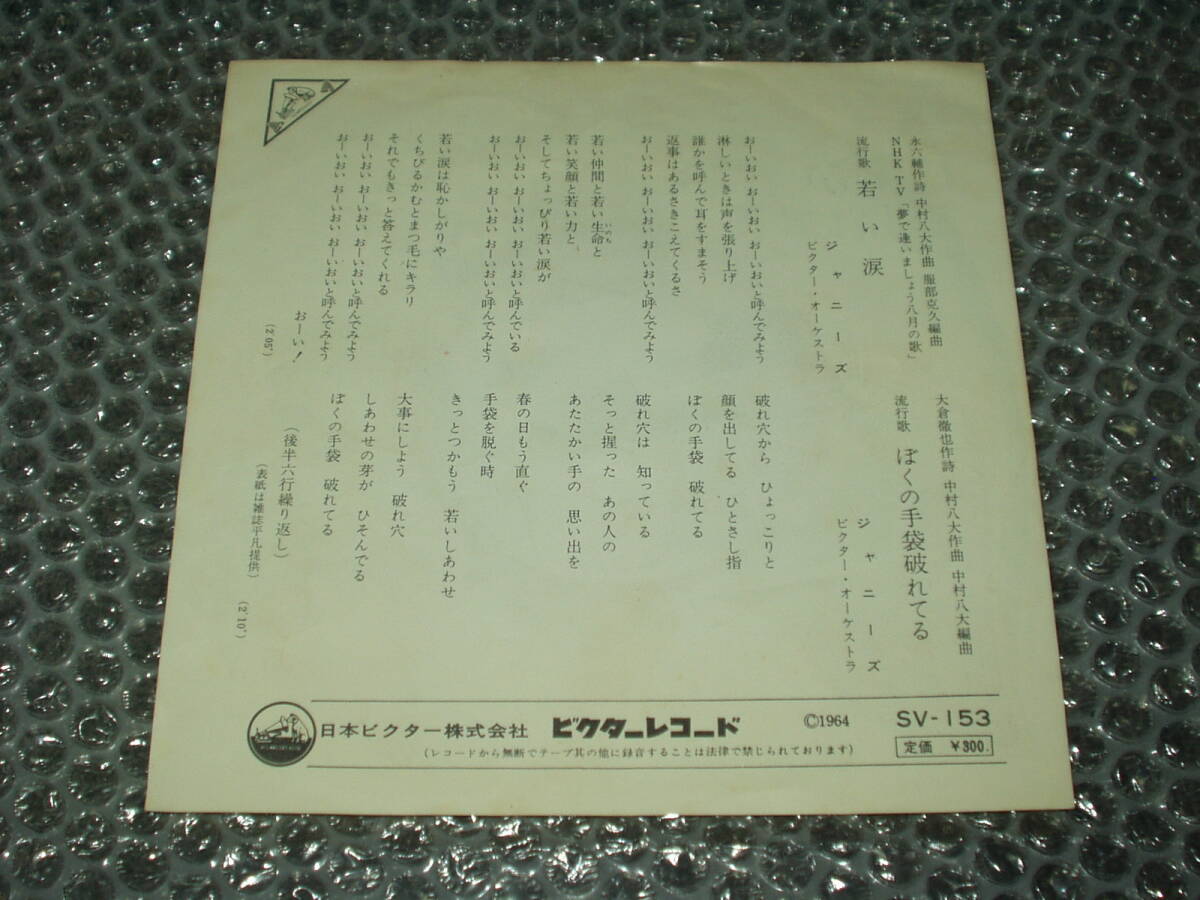 永六輔作詩 中村八大作曲 服部克久編曲
NHK TV「夢で逢いましょう八月の歌」
流行歌 若い涙
ジャニーズ
ビクター・オーケストラ
おーいおい おーいおい おーいおいと呼んでみよう
淋しいときは声を張り上げ
誰かを呼んで耳をすまそう
返事はあるさきこえてくるさ
おーいおい おーいおい おーいおいと呼んでみよう
若い仲間と若い生命と
いのち
若い笑顔と若い力と、
そしてちょっぴり若い涙が
おーいおい おーいおい おーいおいと呼んでいる
おーいおい おーいおい おーいおいと呼んでみよう
若い涙は恥かしがりや
くちびるかむとまつ毛にキラリ
それでもきっと答えてくれる
おーいおい おーいおい おーいおいと呼んでみよう
おーいおい おーいおい おーいおいと呼んでみよう
おーい!
(2'05")
大倉徹也作詩 中村八大作曲 中村八大編曲
流行歌 ぼくの手袋破れてる
ジャニーズ
ビクター・オーケストラ
破れ穴から ひょっこりと
顔を出してる ひとさし指
ぼくの手袋 破れてる
破れ穴は 知っている
そっと握った あの人の
あたたかい手の 思い出を
春の日もう直ぐ
手袋を脱ぐ時
きっとつかもう 若いしあわせ
大事にしよう 破れ穴
しあわせの芽が ひそんでる
ぼくの手袋 破れてる
(後半六行繰り返し)
(表紙は雑誌平凡提供)
(2'10")
日本ビクター株式会社 ビクターレコード ©1964 SV-153
(レコードから無断でテープ其の他に録音することは法律で禁じられております)
定価 ¥300.